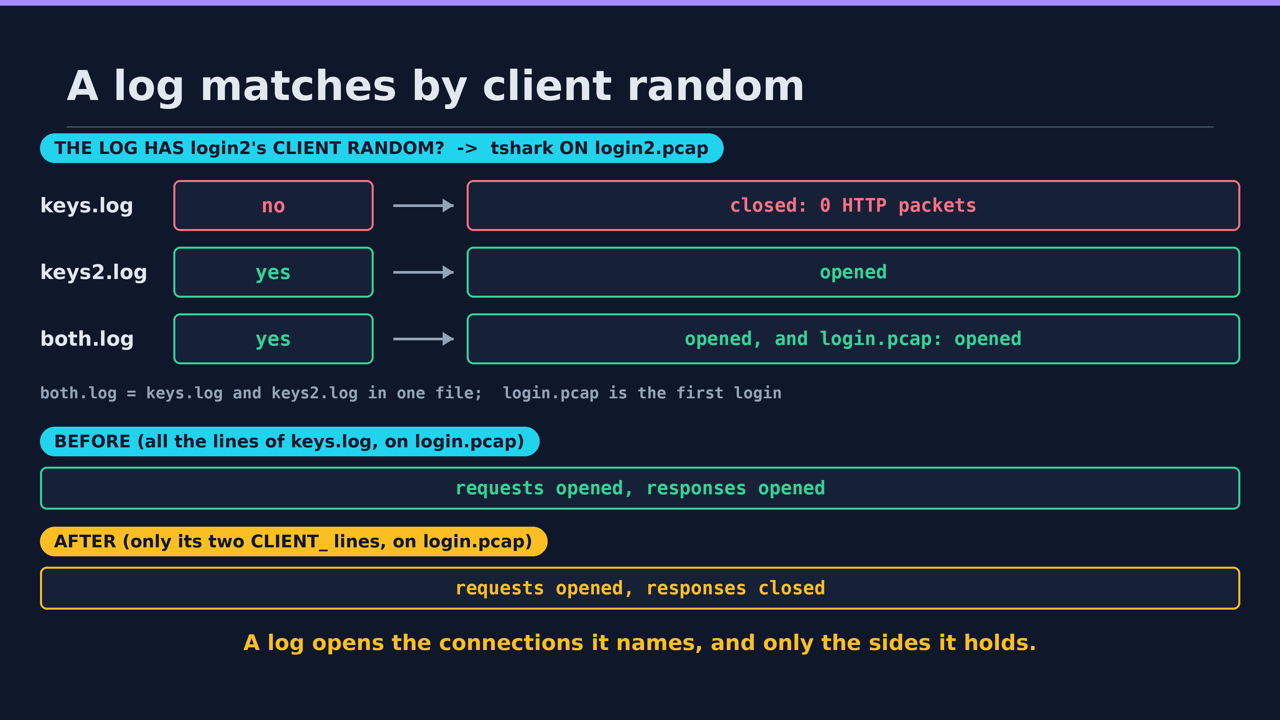 A log matches by client random
THE LOG HAS login2's CLIENT RANDOM?  ->  tshark ON login2.pcap
keys.log no closed: 0 HTTP packets
keys2.log yes opened
both.log yes opened, and login.pcap: opened
both.log = keys.log and keys2.log in one file;  login.pcap is the first login
BEFORE (all the lines of keys.log, on login.pcap)
requests opened, responses opened
AFTER (only its two CLIENT_ lines, on login.pcap)
requests opened, responses closed
A log opens the connections it names, and only the sides it holds.